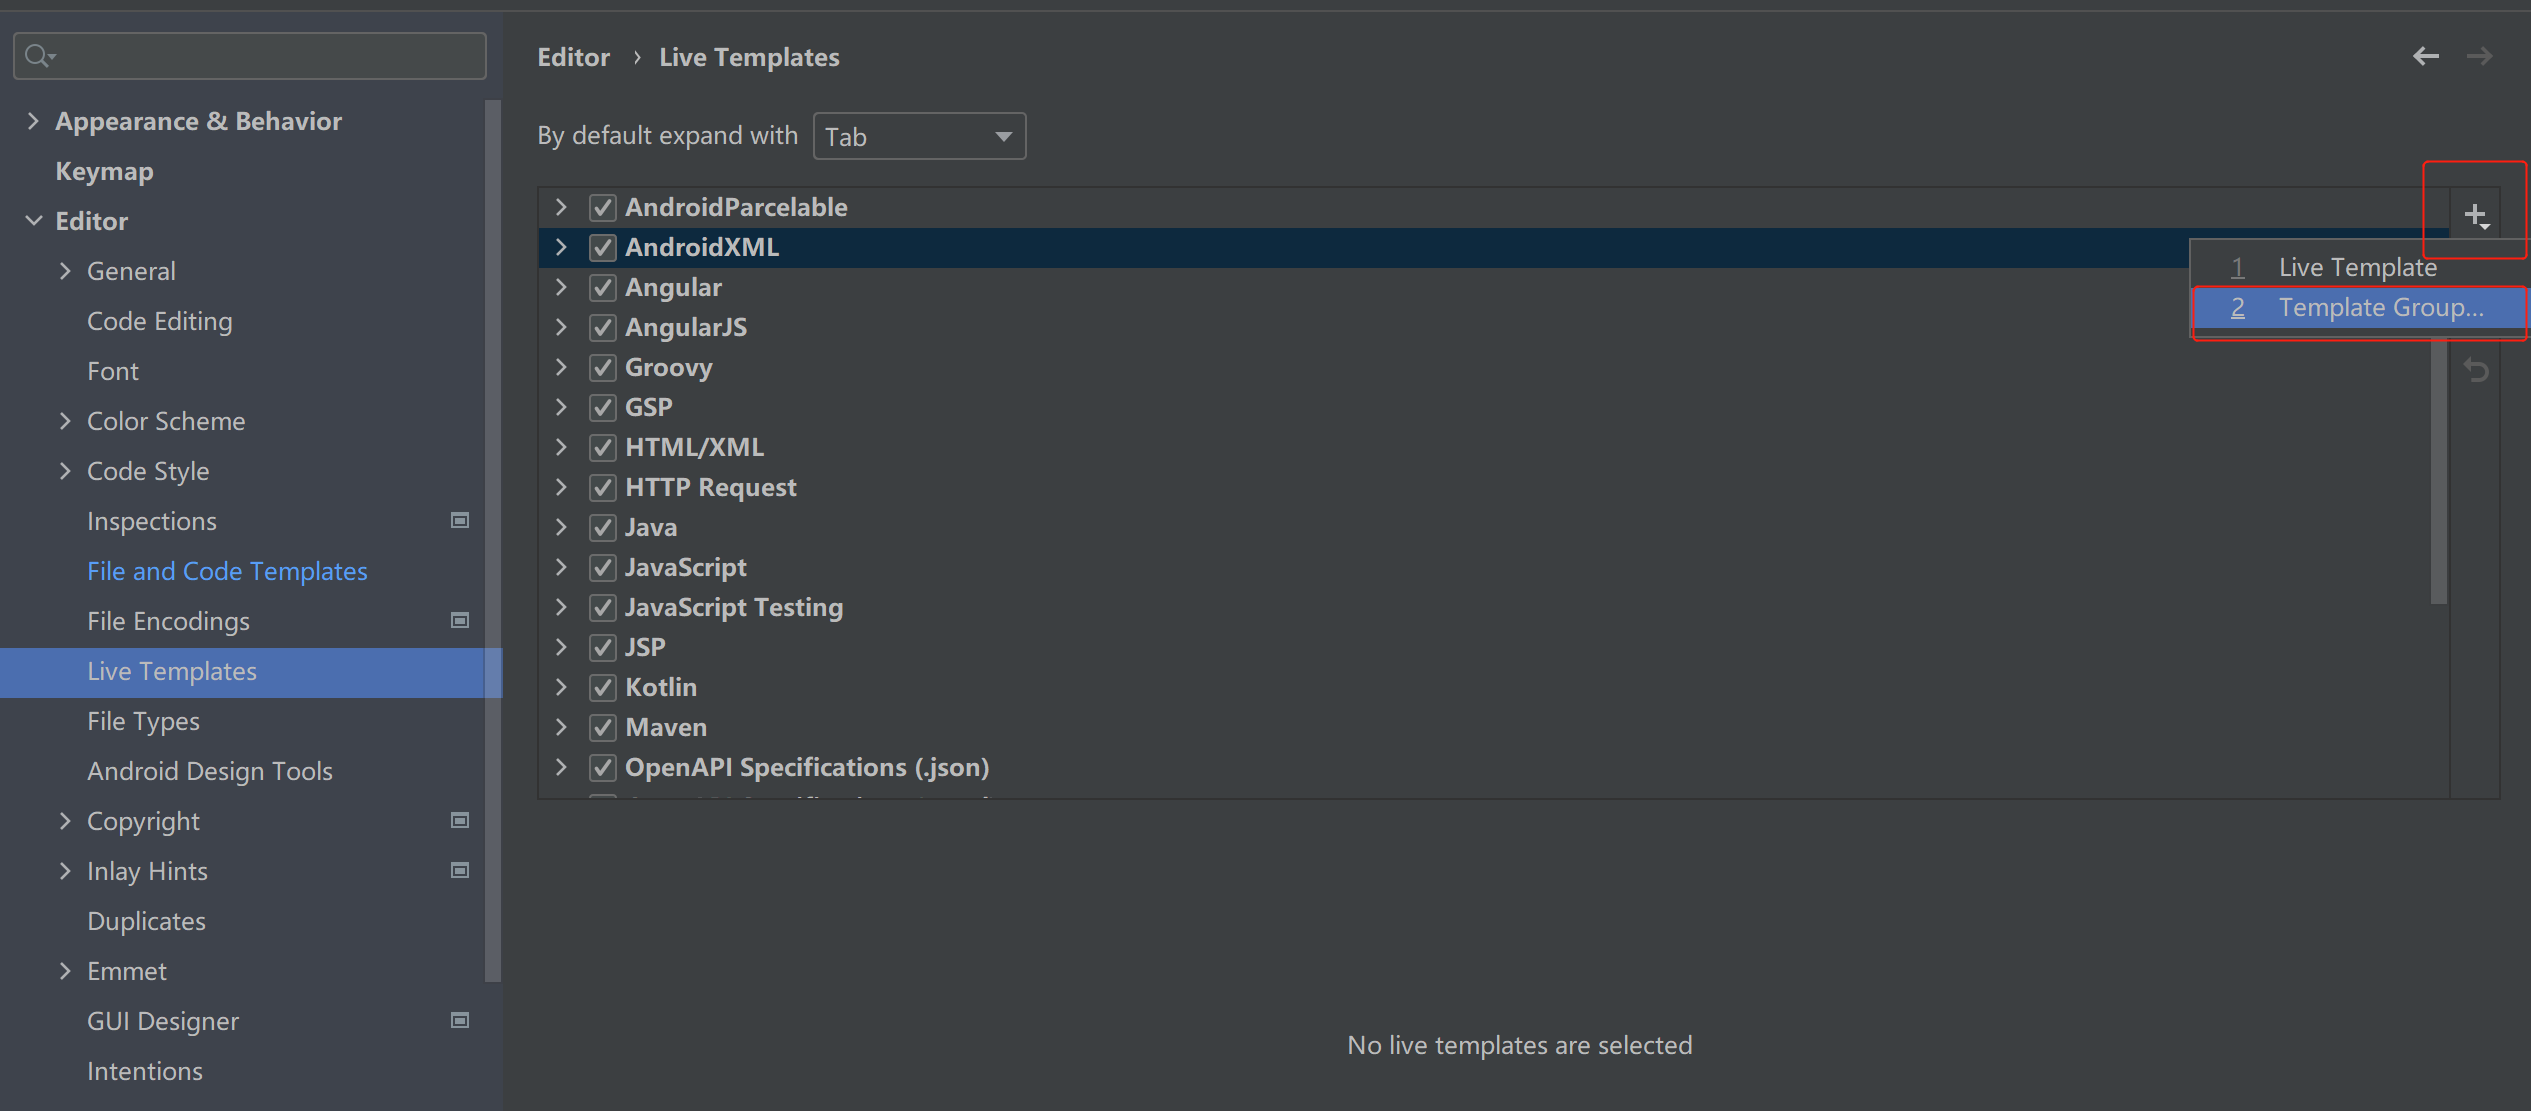 Editor › Live Templates
Appearance & Behavior
Keymap
Editor
General
Code Editing
Font
Color Scheme
Code Style
Inspections
File and Code Templates
File Encodings
Live Templates
File Types
Android Design Tools
Copyright
Inlay Hints
Duplicates
Emmet
GUI Designer
Intentions
By default expand with Tab
AndroidParcelable
AndroidXML
Angular
AngularJS
Groovy
GSP
HTML/XML
HTTP Request
Java
JavaScript
JavaScript Testing
JSP
Kotlin
Maven
OpenAPI Specifications (.json)
1 Live Template
2 Template Group...
No live templates are selected